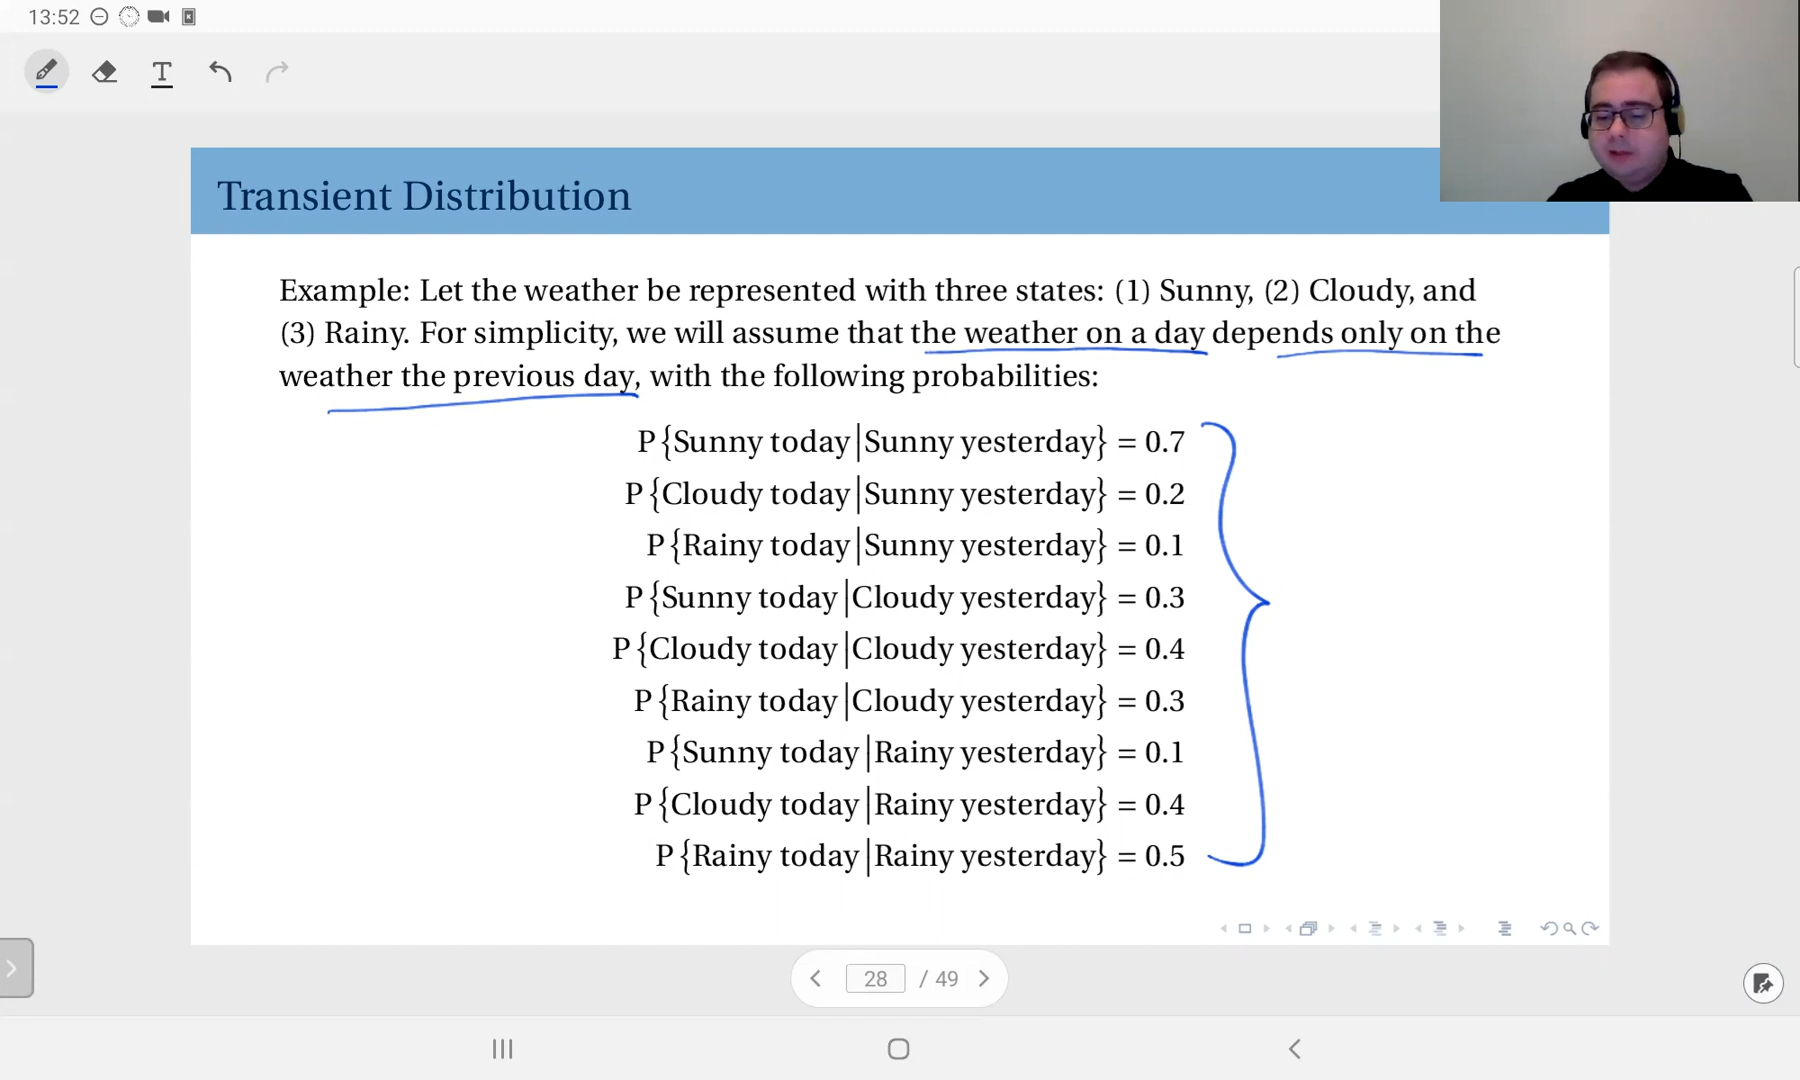 13:52
T
Transient Distribution
Example: Let the weather be represented with three states: (1) Sunny, (2) Cloudy, and
(3) Rainy. For simplicity, we will assume that the weather on a day depends only on the
weather the previous day, with the following probabilities:
P{Sunny today|Sunny yesterday} = 0.7
P{Cloudy today|Sunny yesterday} = 0.2
P{Rainy today|Sunny yesterday} = 0.1
P{Sunny today|Cloudy yesterday} = 0.3
P{Cloudy today|Cloudy yesterday} = 0.4
P{Rainy today|Cloudy yesterday} = 0.3
P{Sunny today|Rainy yesterday} = 0.1
P{Cloudy today|Rainy yesterday} = 0.4
P{Rainy today|Rainy yesterday} = 0.5
28 / 49